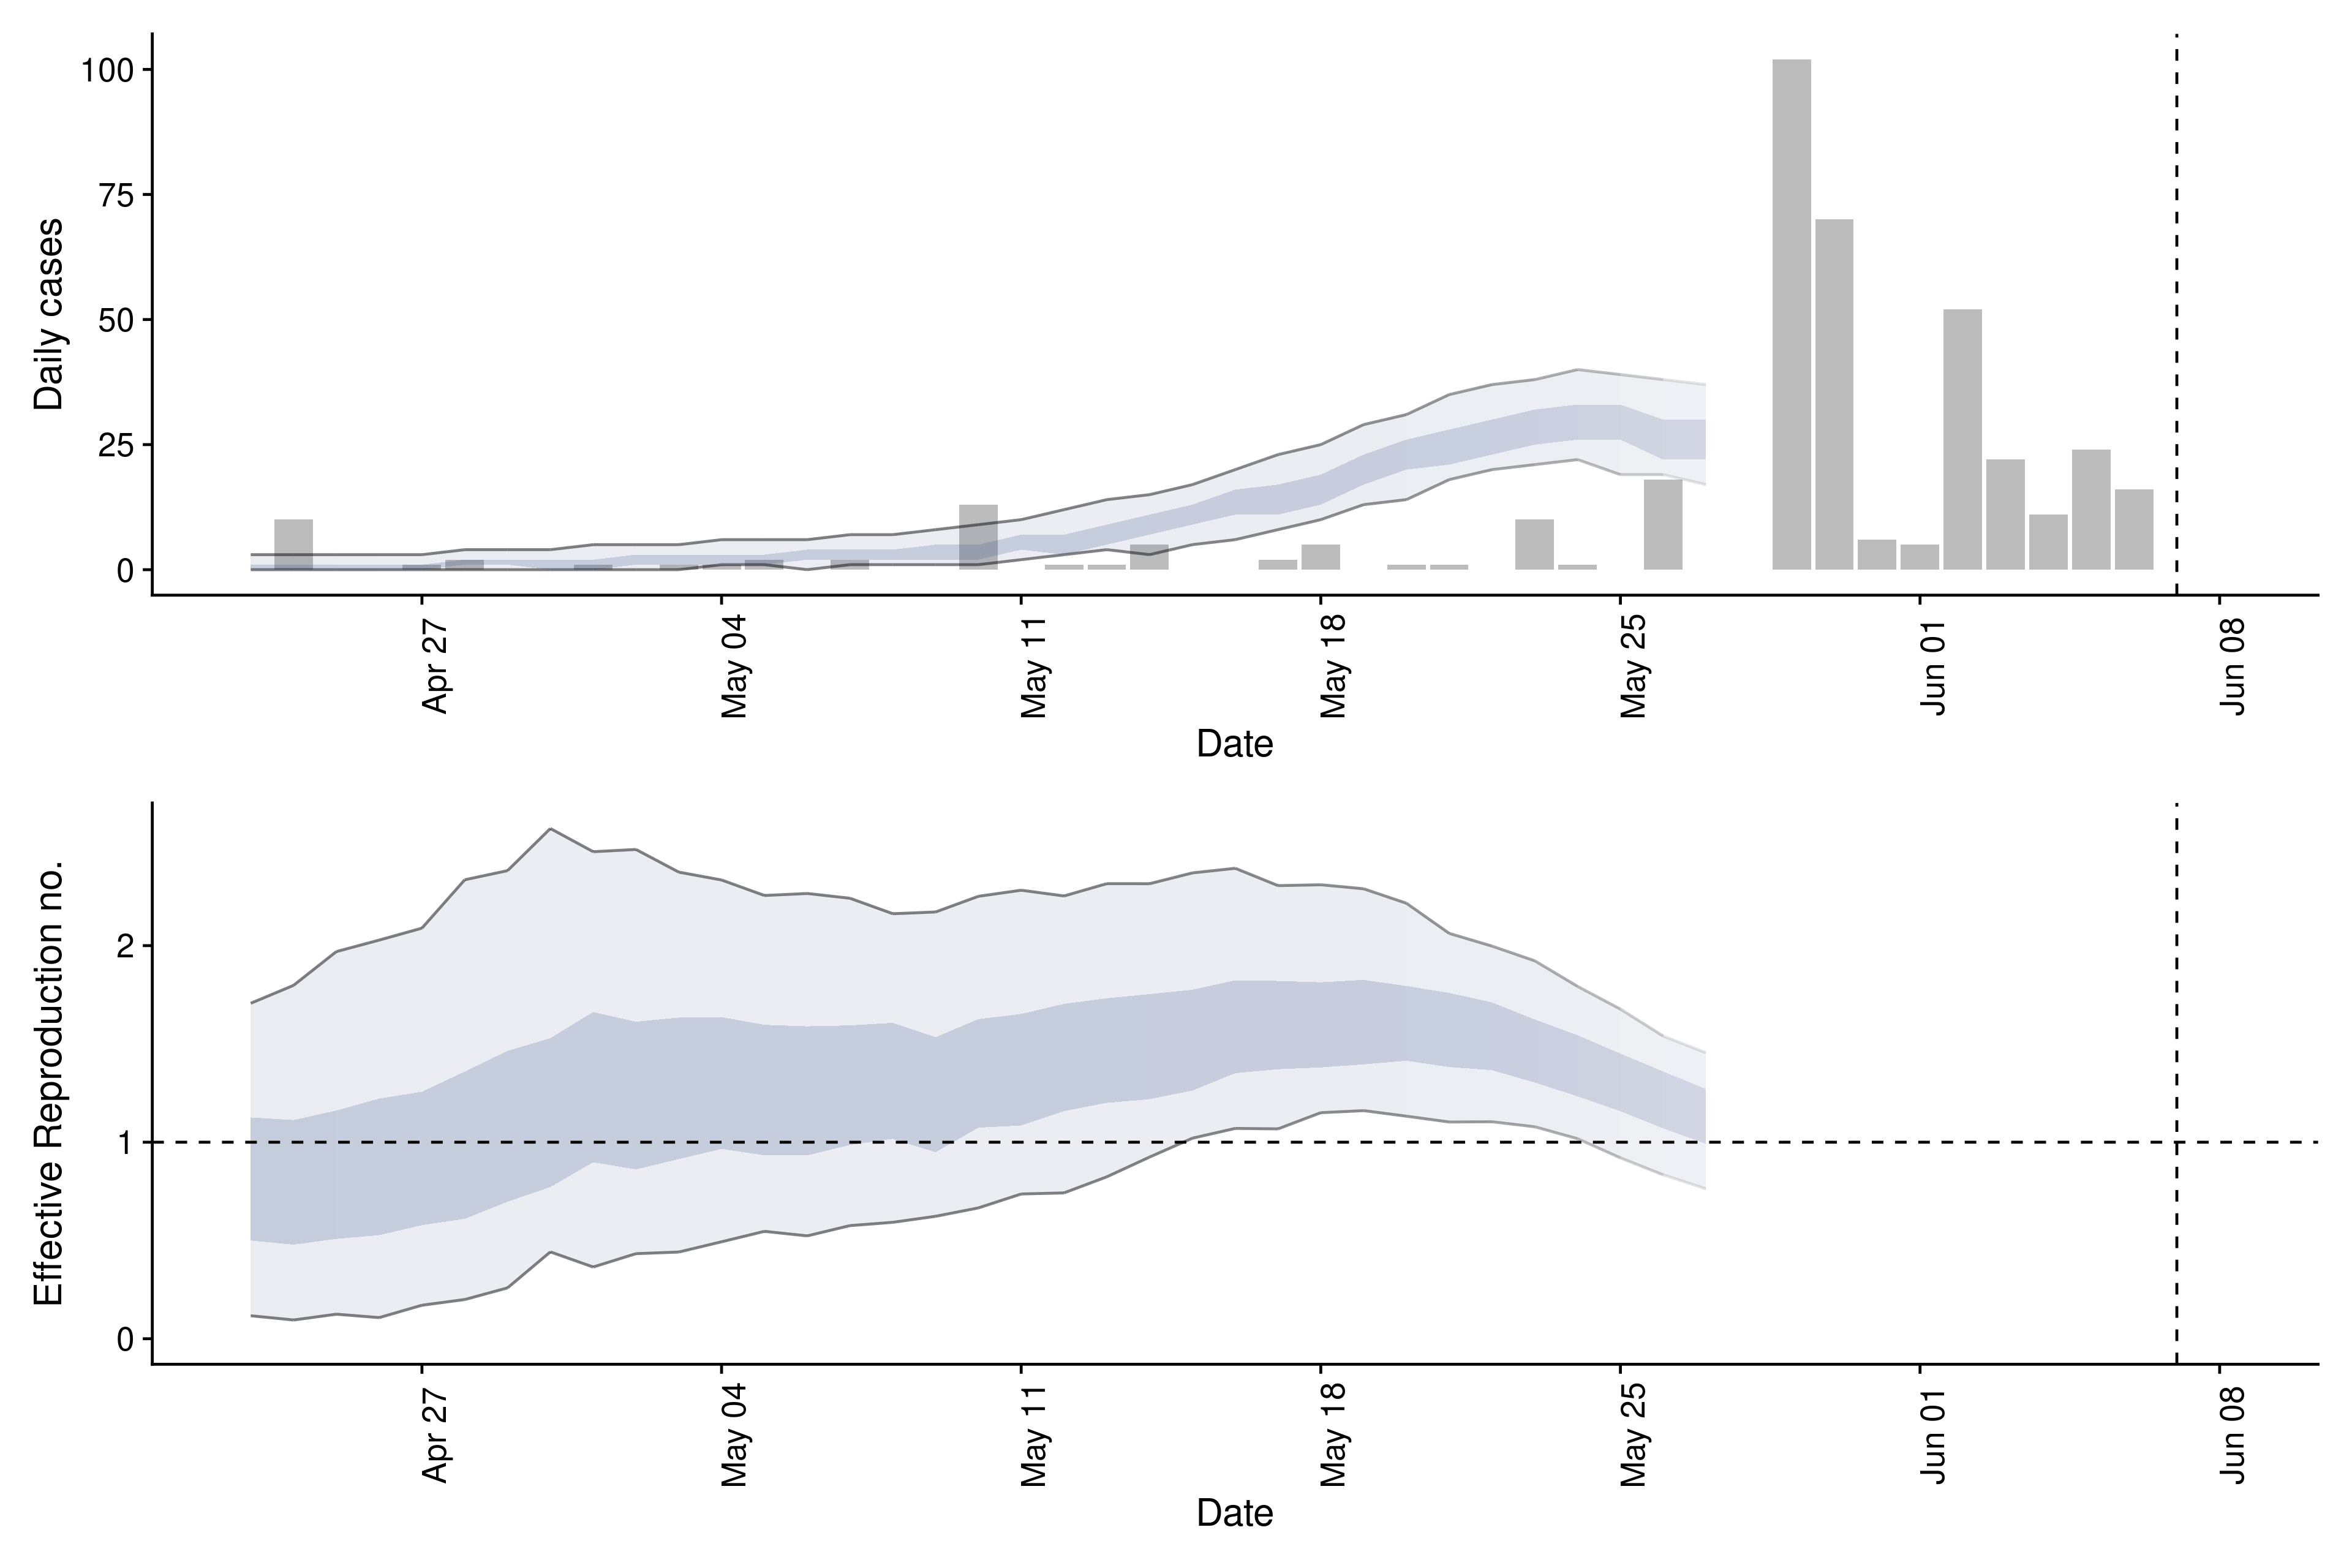 Daily cases
100
75
50
25
0
Apr 27
May 04
May 11
May 18
May 25
Jun 01
Jun 08
Date
Effective Reproduction no.
2
1
0
Apr 27
May 04
May 11
May 18
May 25
Jun 01
Jun 08
Date